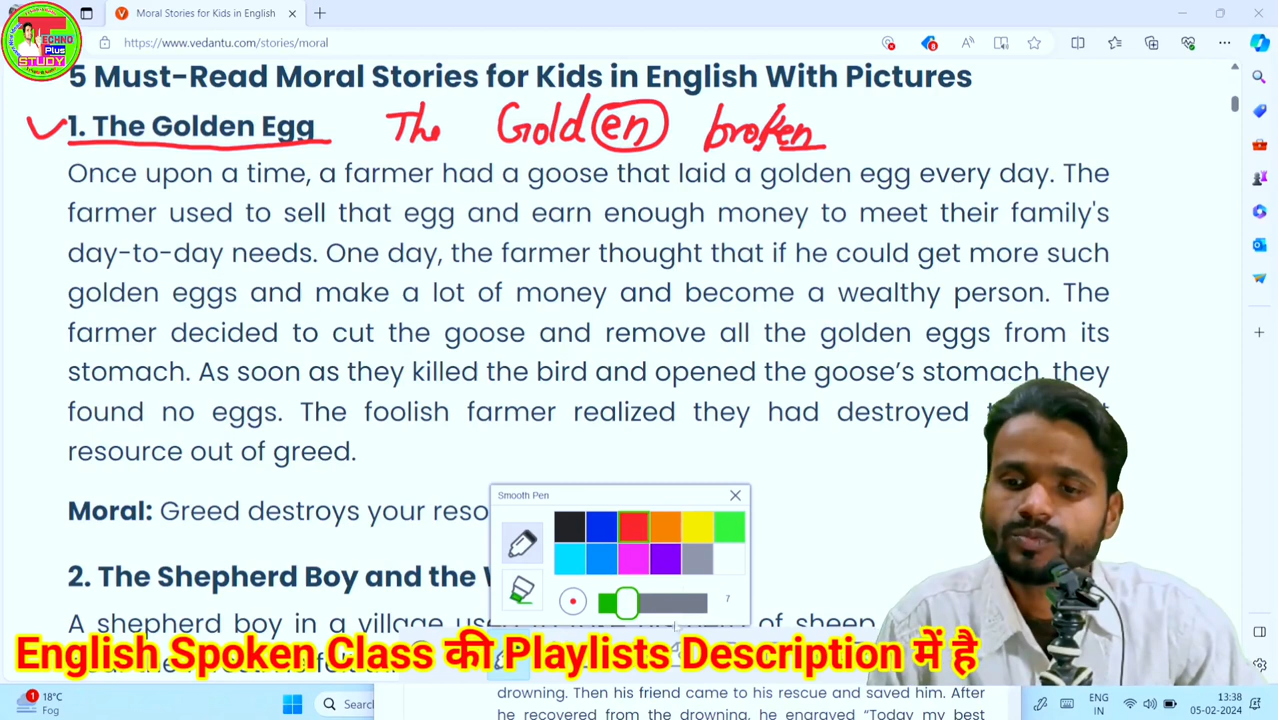 TECHNO
Plus
STUDY
Moral Stories for Kids in English
https://www.vedantu.com/stories/moral
8
5 Must-Read Moral Stories for Kids in English With Pictures
1. The Golden Egg The Golden broken
Once upon a time, a farmer had a goose that laid a golden egg every day. The
farmer used to sell that egg and earn enough money to meet their family's
day-to-day needs. One day, the farmer thought that if he could get more such
golden eggs and make a lot of money and become a wealthy person. The
farmer decided to cut the goose and remove all the golden eggs from its
stomach. As soon as they killed the bird and opened the goose's stomach, they
found no eggs. The foolish farmer realized they had destroyed
resource out of greed.
Moral: Greed destroys your
Smooth Pen
7
2. The Shepherd Boy and the
A shepherd boy in a village of sheep
English Spoken Class की Playlists Description में है
drowning. Then his friend came to his rescue and saved him. After
he recovered from the drowning, he engraved “Today my best
1
18°C
Fog
Search
ENG
IN
13:38
05-02-2024